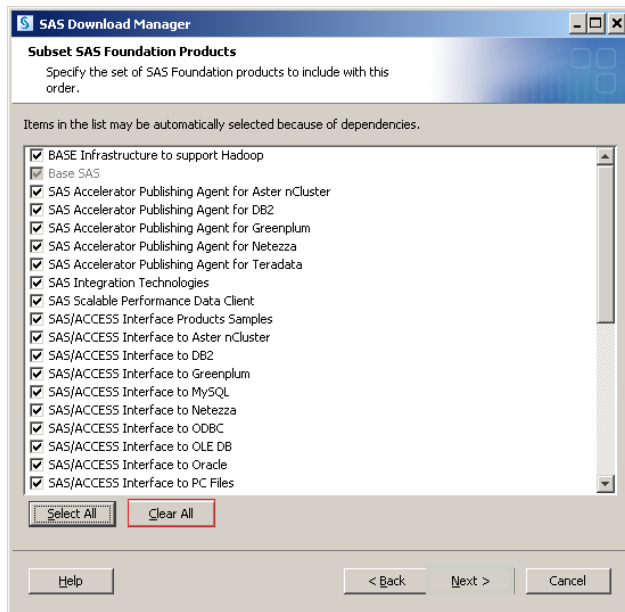 SAS Download Manager
Subset SAS Foundation Products
Specify the set of SAS Foundation products to include with this
order.
Items in the list may be automatically selected because of dependencies.
BASE Infrastructure to support Hadoop
Base SAS
SAS Accelerator Publishing Agent for Aster nCluster
SAS Accelerator Publishing Agent for DB2
SAS Accelerator Publishing Agent for Greenplum
SAS Accelerator Publishing Agent for Netezza
SAS Accelerator Publishing Agent for Teradata
SAS Integration Technologies
SAS Scalable Performance Data Client
SAS/ACCESS Interface Products Samples
SAS/ACCESS Interface to Aster nCluster
SAS/ACCESS Interface to DB2
SAS/ACCESS Interface to Greenplum
SAS/ACCESS Interface to MySQL
SAS/ACCESS Interface to Netezza
SAS/ACCESS Interface to ODBC
SAS/ACCESS Interface to OLE DB
SAS/ACCESS Interface to Oracle
SAS/ACCESS Interface to PC Files
Select All Clear All
Help < Back Next > Cancel